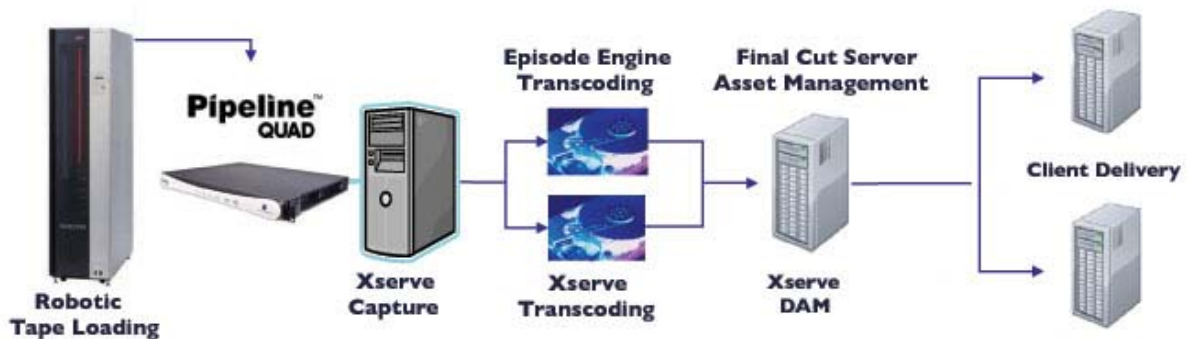 Pipeline™
QUAD
Episode Engine
Transcoding
Final Cut Server
Asset Management
Client Delivery
Robotic
Tape Loading
Xserve
Capture
Xserve
Transcoding
Xserve
DAM